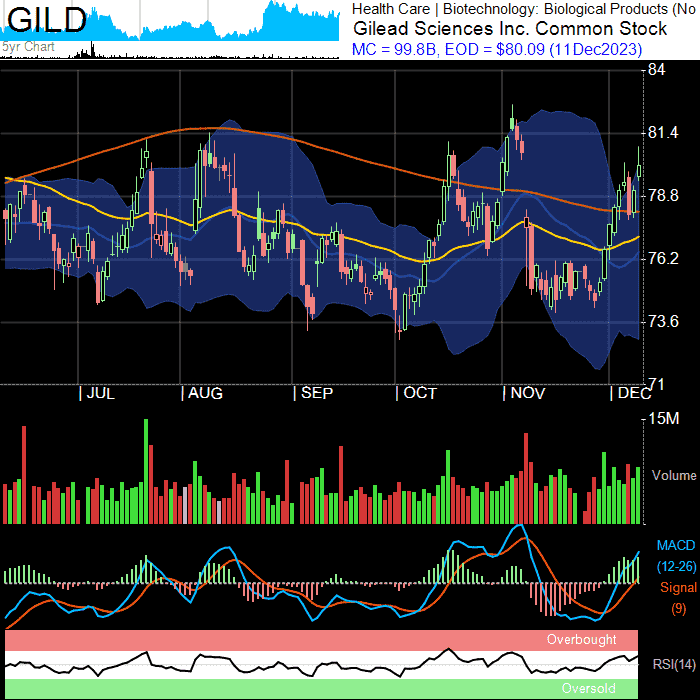 GILD
5yr Chart
Health Care | Biotechnology: Biological Products (No
Gilead Sciences Inc. Common Stock
MC = 99.8B, EOD = $80.09 (11Dec2023)
84
81.4
78.8
76.2
73.6
71
| JUL | AUG | SEP | OCT | NOV | DEC
15M
Volume
MACD
(12-26)
Signal
(9)
Overbought
RSI(14)
Oversold